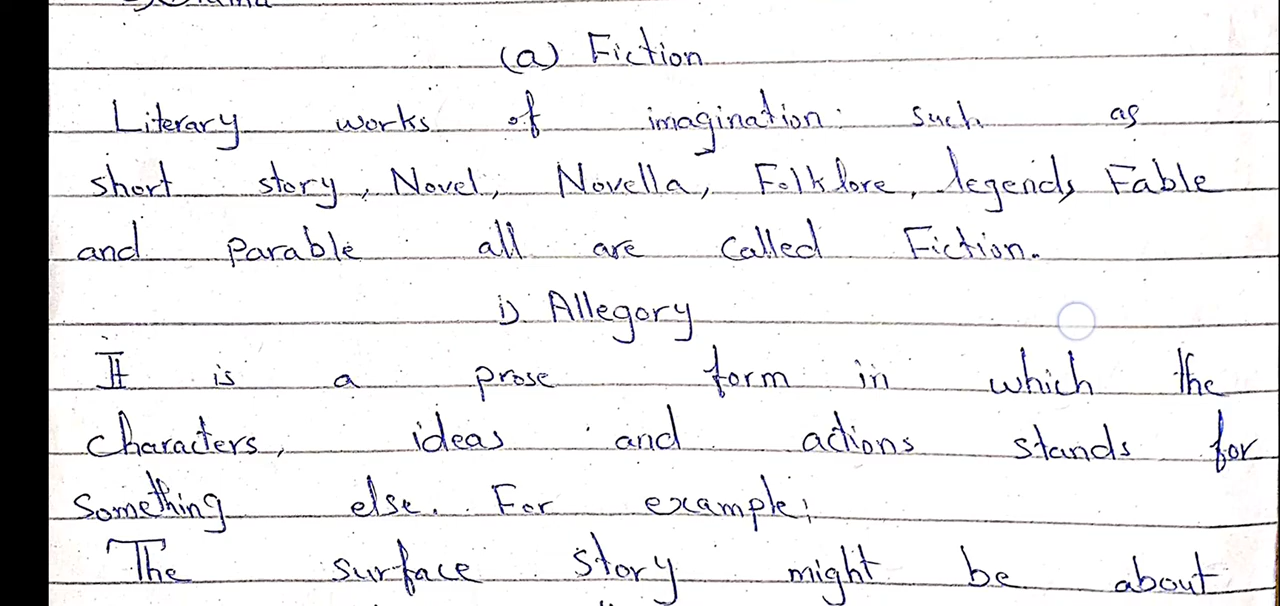 (a) Fiction
Literary works of imagination such as
short story, Novel, Novella, Folklore, legends, Fable
and Parable all are called Fiction.
i) Allegory
It is a prose form in which the
characters, ideas and actions stands for
Something else. For example;
The surface story might be about